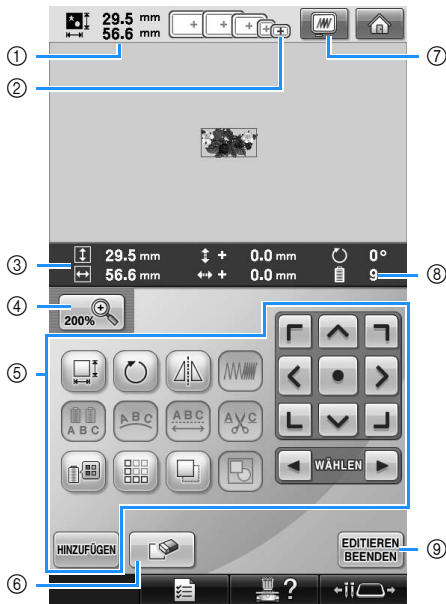 29.5 mm
56.6 mm
①
②
⑦
③
29.5 mm + 0.0 mm 0°
56.6 mm + 0.0 mm 9
⑧
④
200%
⑤
A B C
A B C
A B C
A C
WÄHLEN
HINZUFÜGEN
EDITIEREN
BEENDEN
⑨
⑥
?